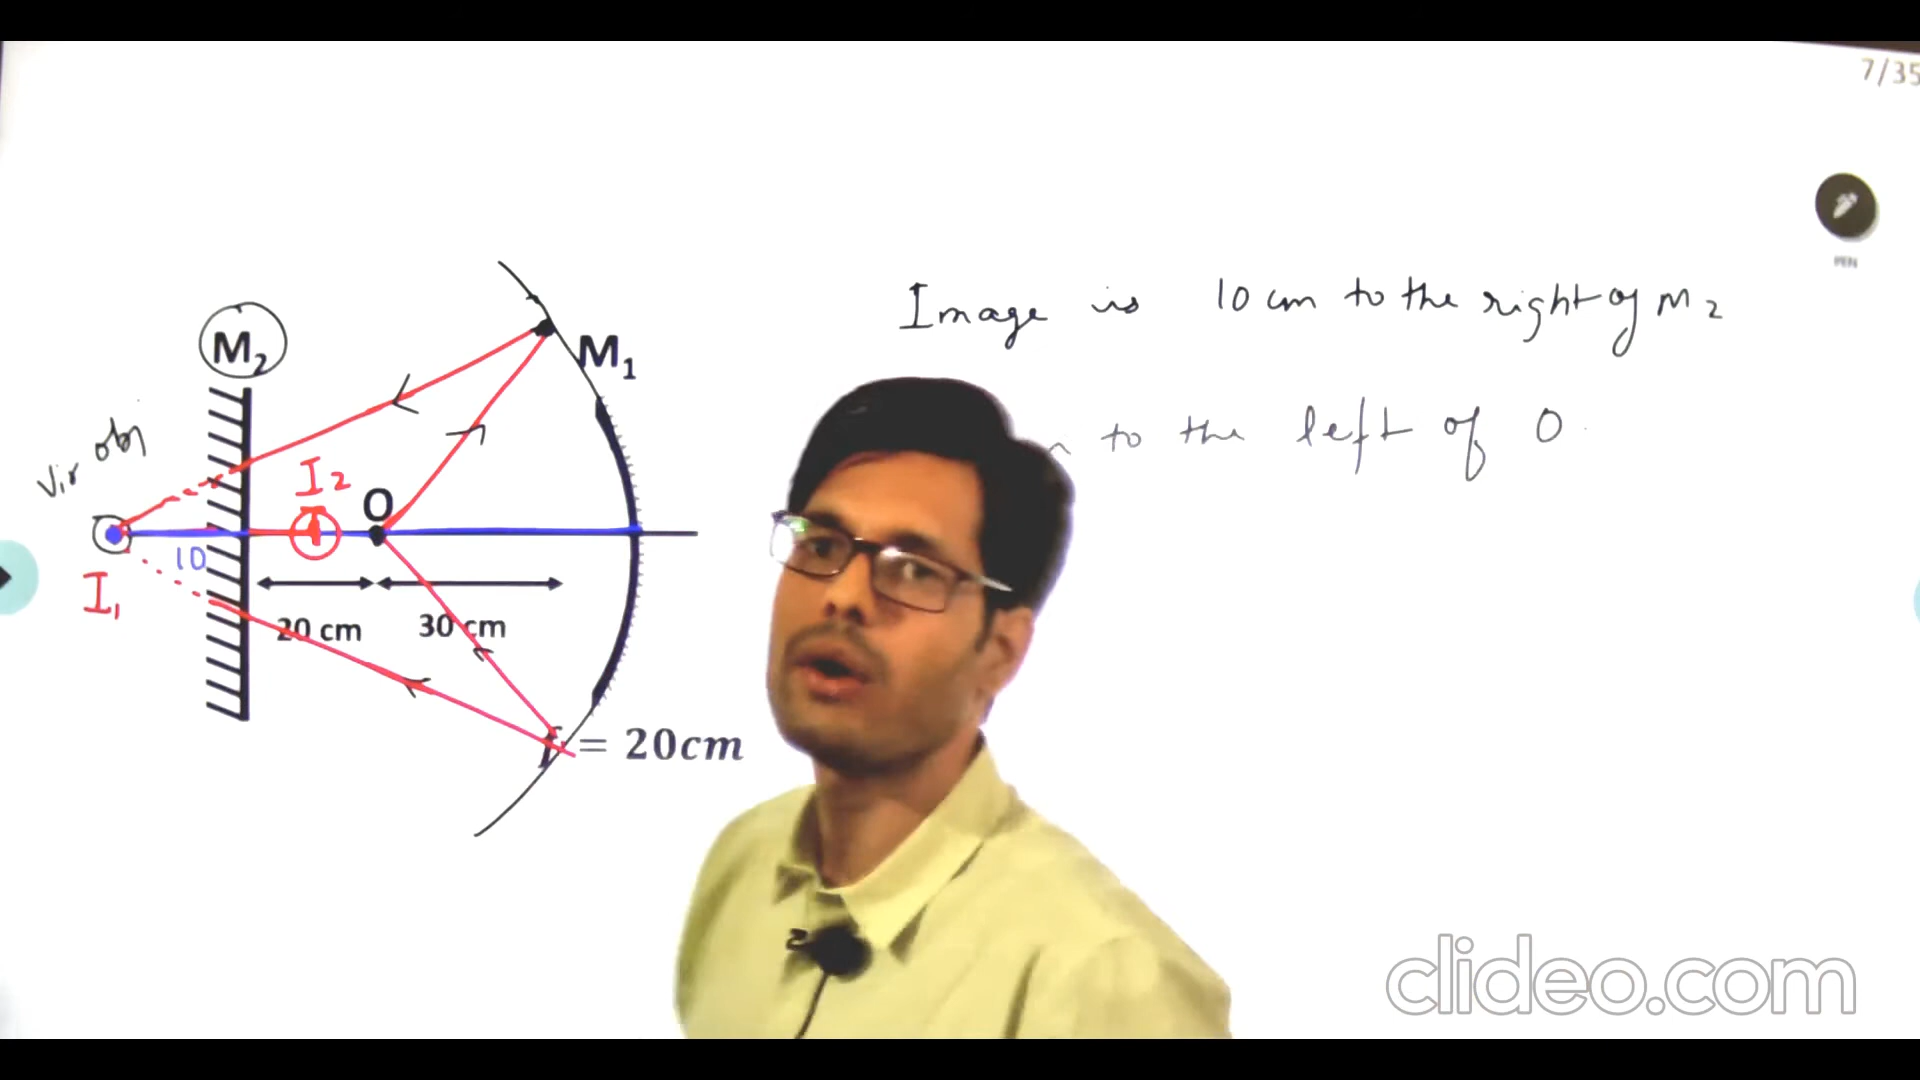 7/35
PEN
Image is 10 cm to the right of M2
to the left of O
M2
M1
Vir obj
I2
O
10
I1
20 cm
30 cm
= 20cm
clideo.com